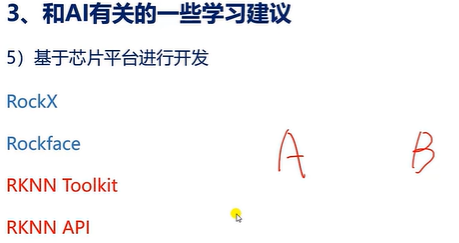 3、和AI有关的一些学习建议
5）基于芯片平台进行开发
RockX
Rockface
A B
RKNN Toolkit
RKNN API